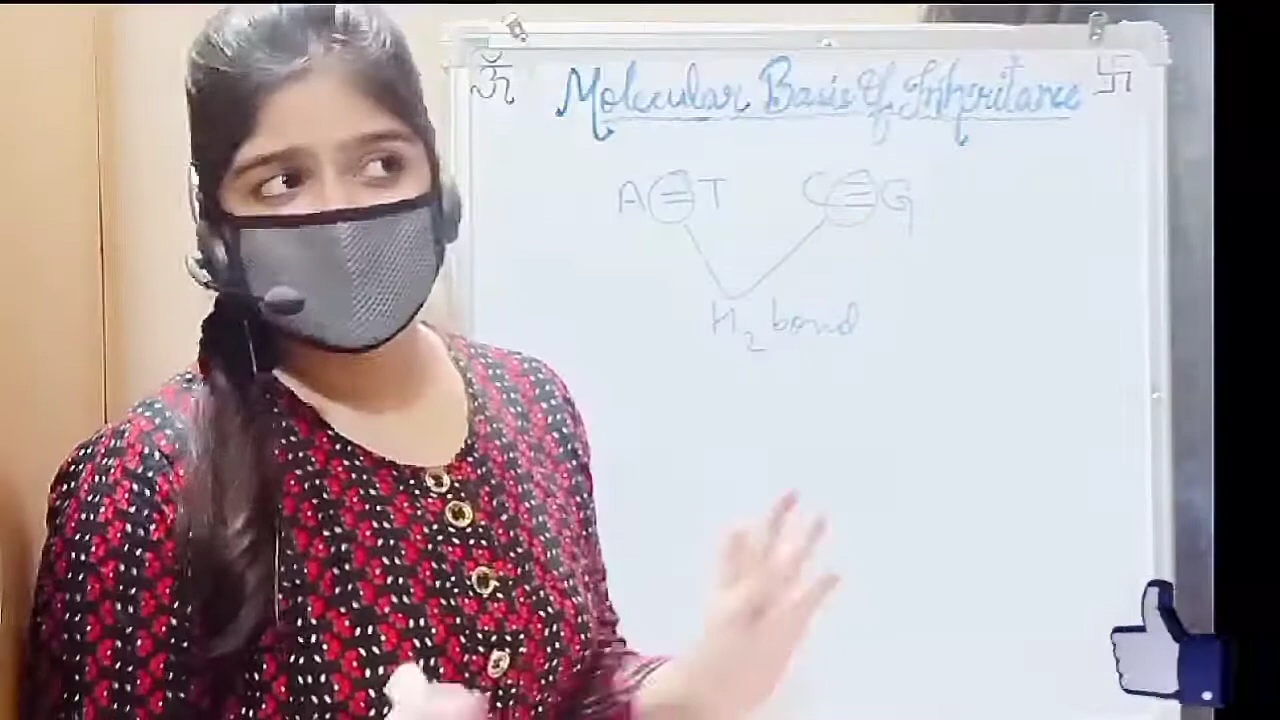 ॐ Molecular Basis Of Inheritance 卐
A = T C ≡ G
H₂ bond